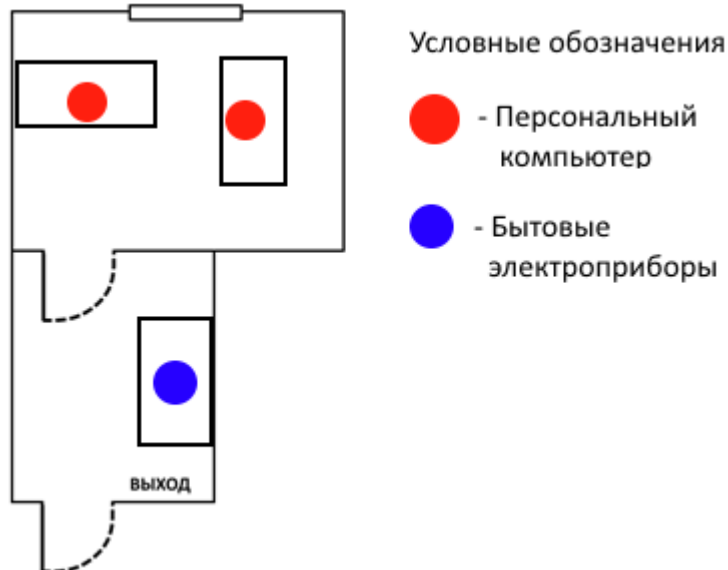 Условные обозначения
- Персональный
компьютер
- Бытовые
электроприборы
выход